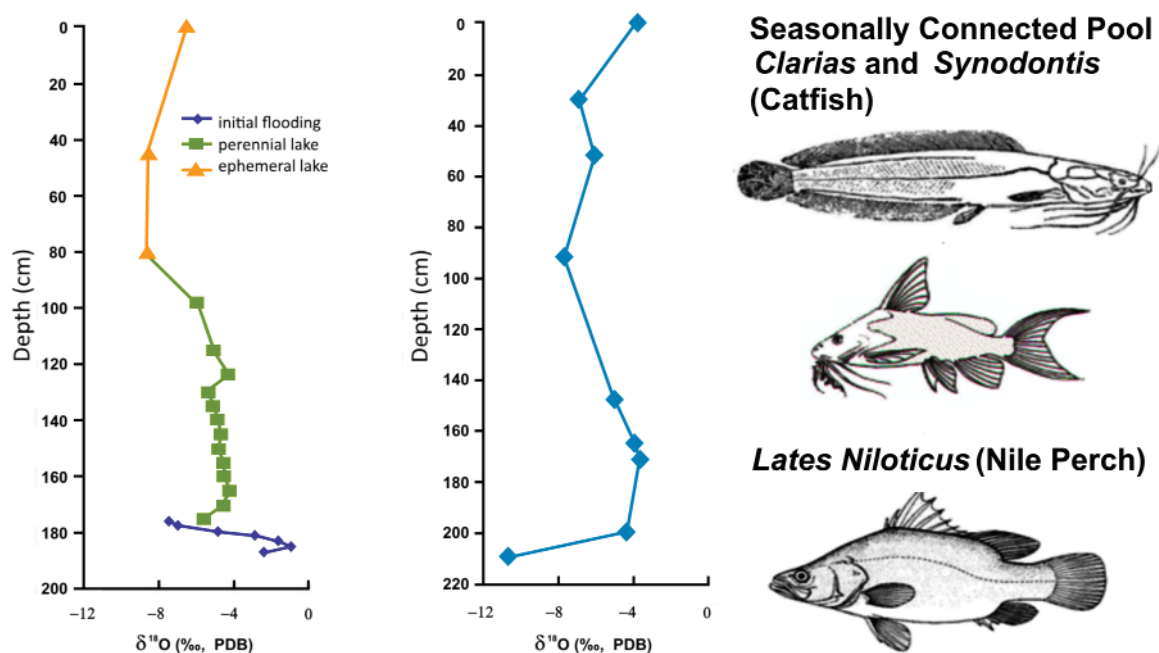 0
20
40
60
80
100
120
140
160
180
200
Depth (cm)
initial flooding
perennial lake
ephemeral lake
−12
−8
−4
0
δ¹⁸O (‰, PDB)
0
20
40
60
80
100
120
140
160
180
200
220
Depth (cm)
−12
−8
−4
0
δ¹⁸O (‰, PDB)
Seasonally Connected Pool
Clarias and Synodontis
(Catfish)
Lates Niloticus (Nile Perch)